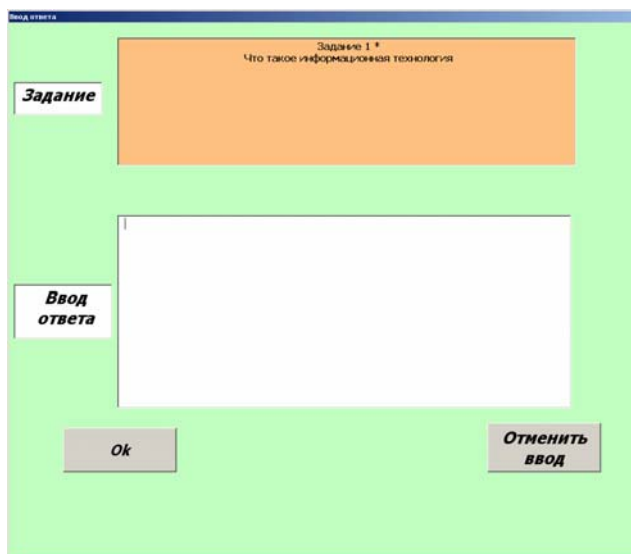 Ввод ответа
Задание 1 *
Что такое информационная технология
Задание
Ввод
ответа
Ok
Отменить
ввод